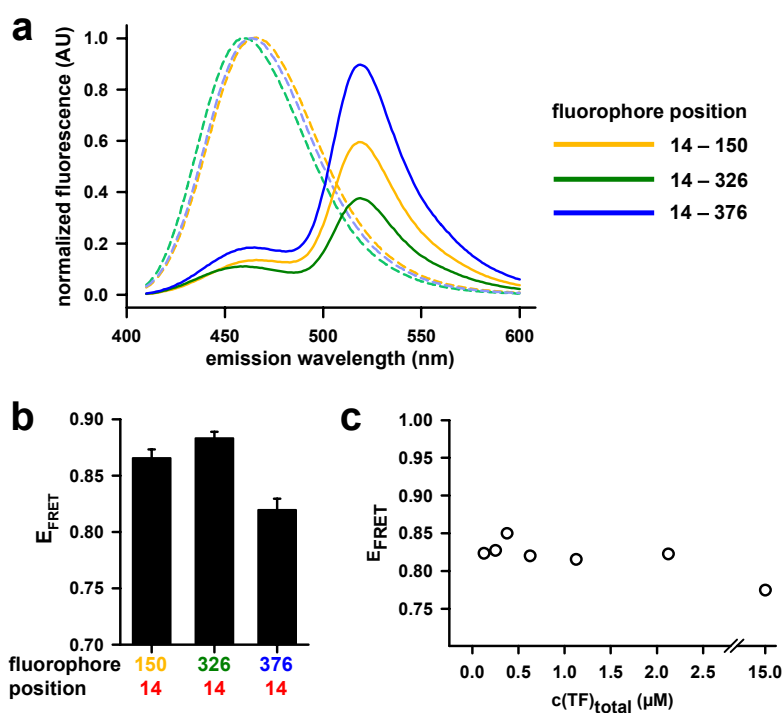 a
normalized fluorescence (AU)
1.0
0.8
0.6
0.4
0.2
0.0
400
450
500
550
600
emission wavelength (nm)
fluorophore position
14 – 150
14 – 326
14 – 376
b
E_FRET
0.90
0.85
0.80
0.75
0.70
fluorophore 150 326 376
position 14 14 14
c
E_FRET
1.00
0.95
0.90
0.85
0.80
0.75
0.0 0.5 1.0 1.5 2.0 2.5 15.0
c(TF)_total (µM)